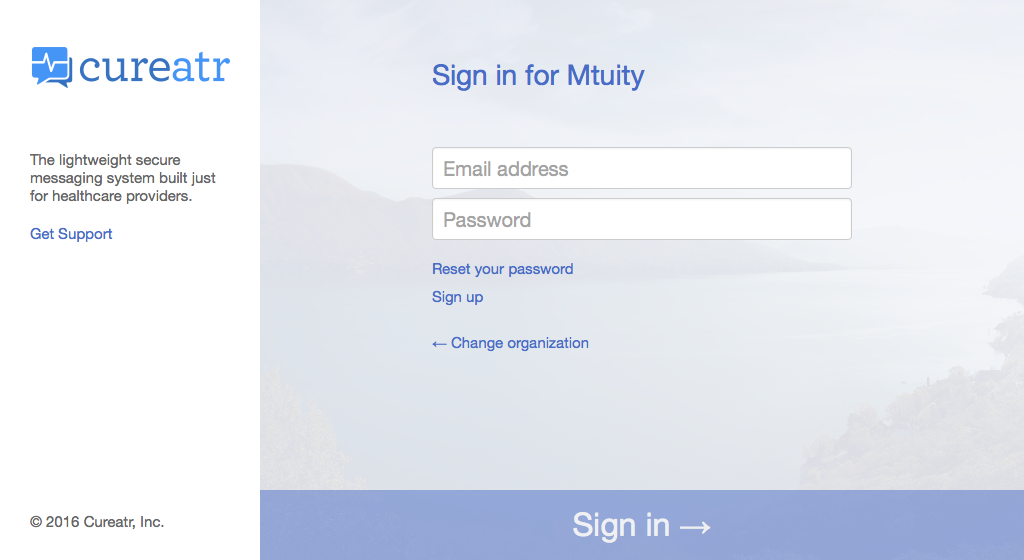 cureatr
The lightweight secure
messaging system built just
for healthcare providers.
Get Support
© 2016 Cureatr, Inc.
Sign in for Mtuity
Email address
Password
Reset your password
Sign up
← Change organization
Sign in →